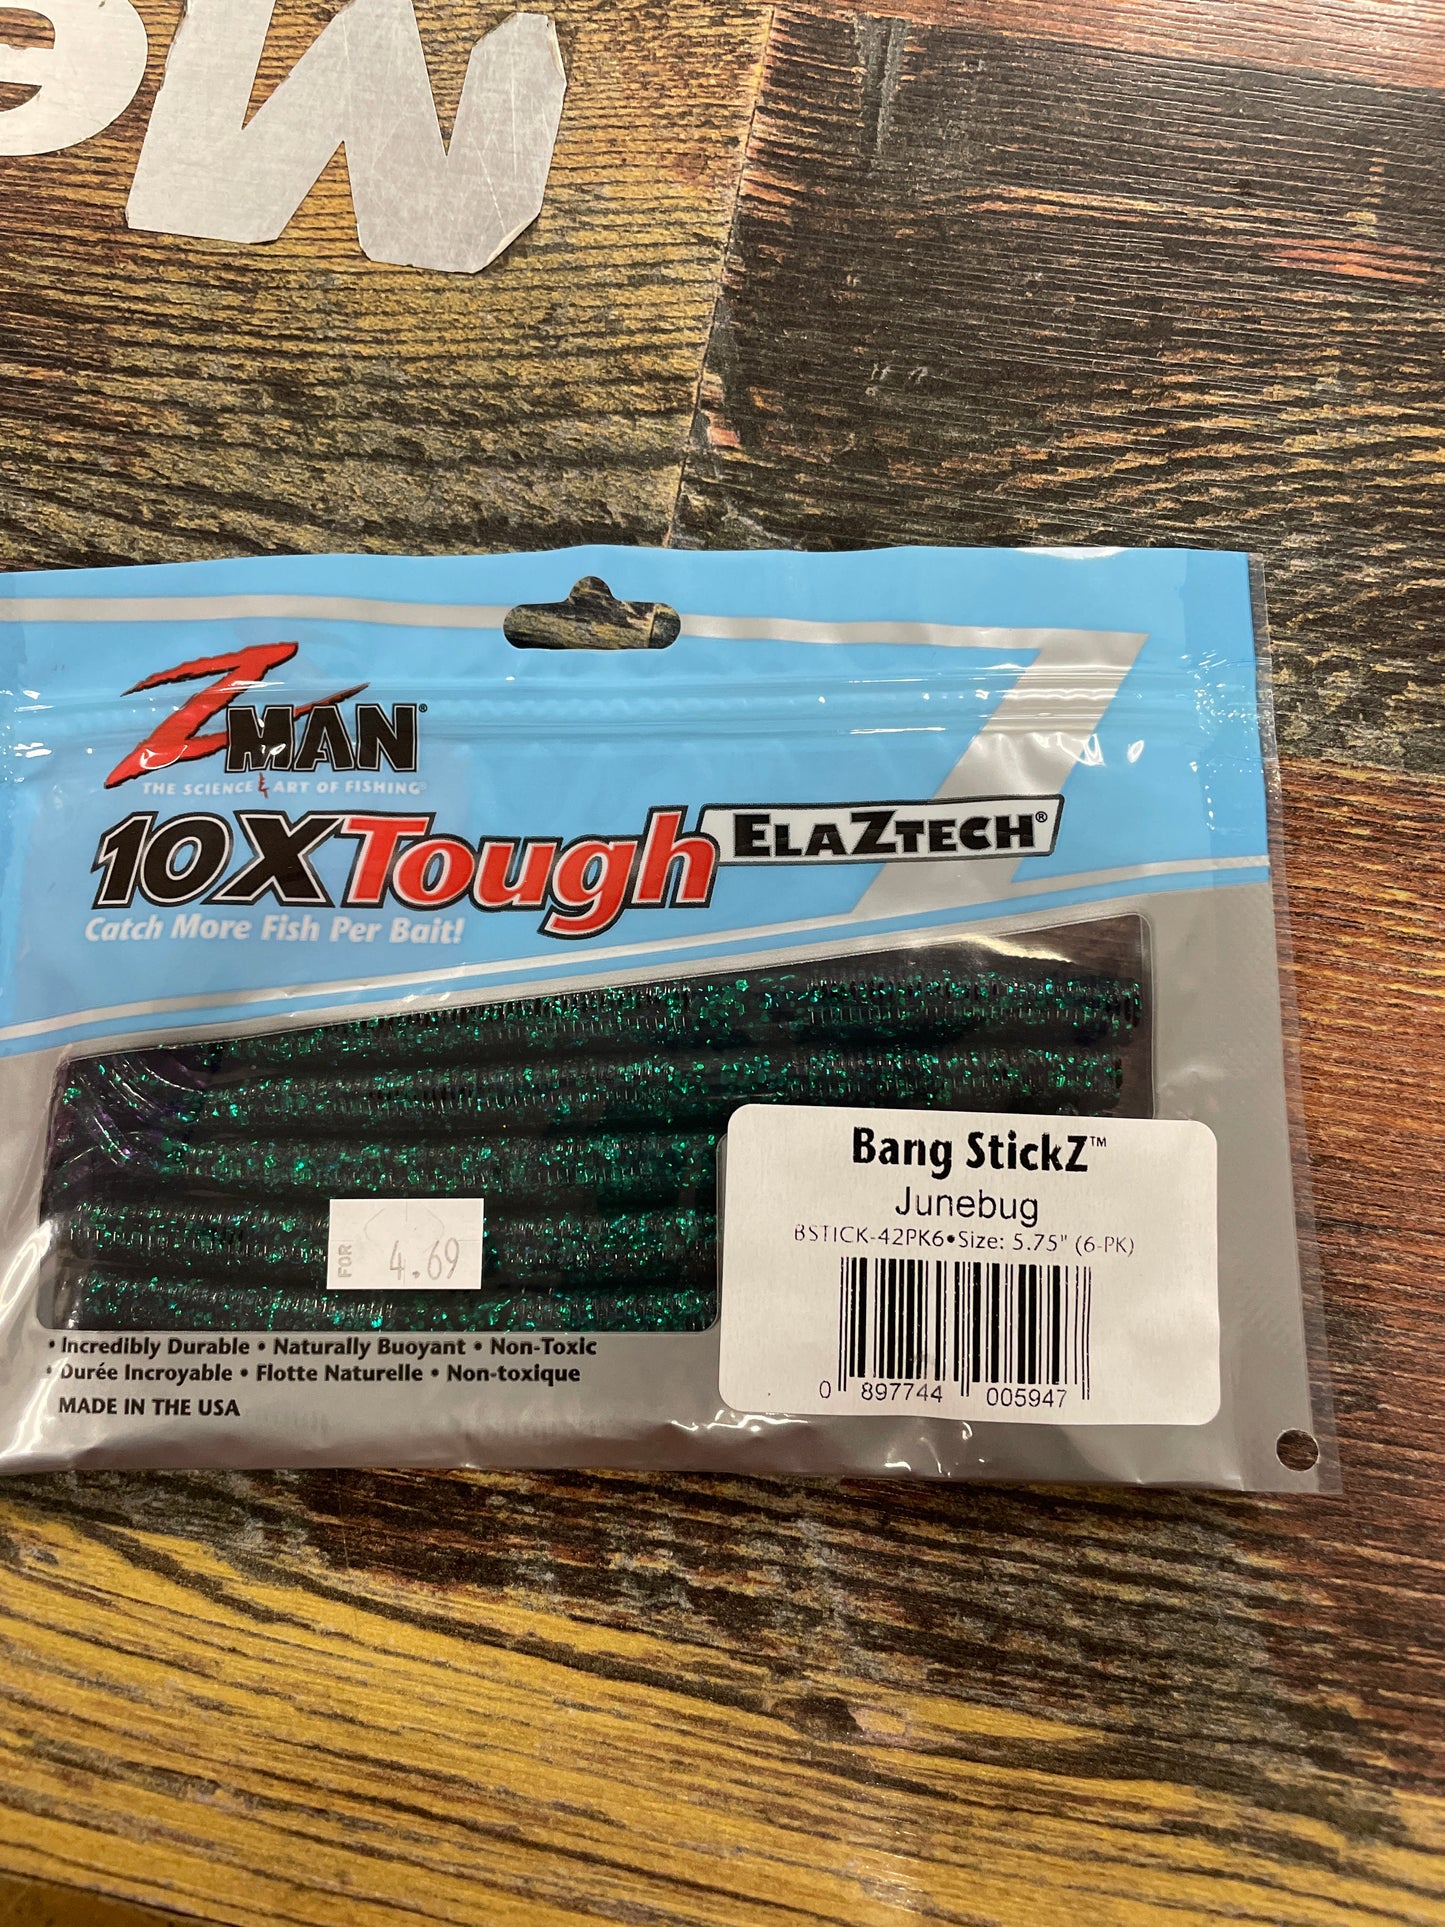 ZMAN®
THE SCIENCE & ART OF FISHING®
10X Tough ELAZTECH®
Catch More Fish Per Bait!
Bang StickZ™
Junebug
BSTICK-42PK6•Size: 5.75" (6-PK)
FOR 4.69
0 897744 005947
• Incredibly Durable • Naturally Buoyant • Non-Toxic
• Durée Incroyable • Flotte Naturelle • Non-toxique
MADE IN THE USA